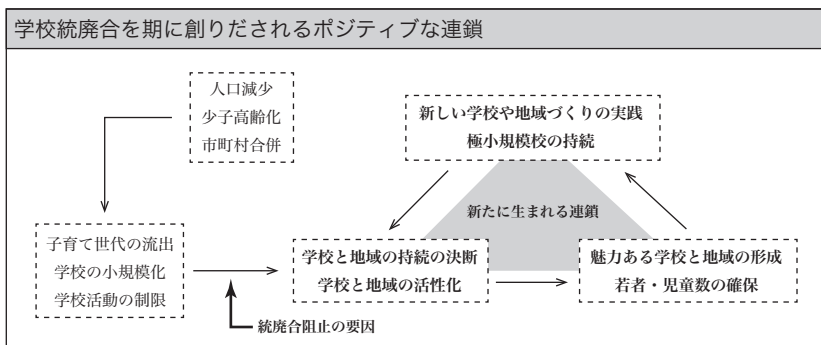 学校統廃合を期に創りだされるポジティブな連鎖
人口減少
少子高齢化
市町村合併
新しい学校や地域づくりの実践
極小規模校の持続
新たに生まれる連鎖
子育て世代の流出
学校の小規模化
学校活動の制限
学校と地域の持続の決断
学校と地域の活性化
魅力ある学校と地域の形成
若者・児童数の確保
統廃合阻止の要因